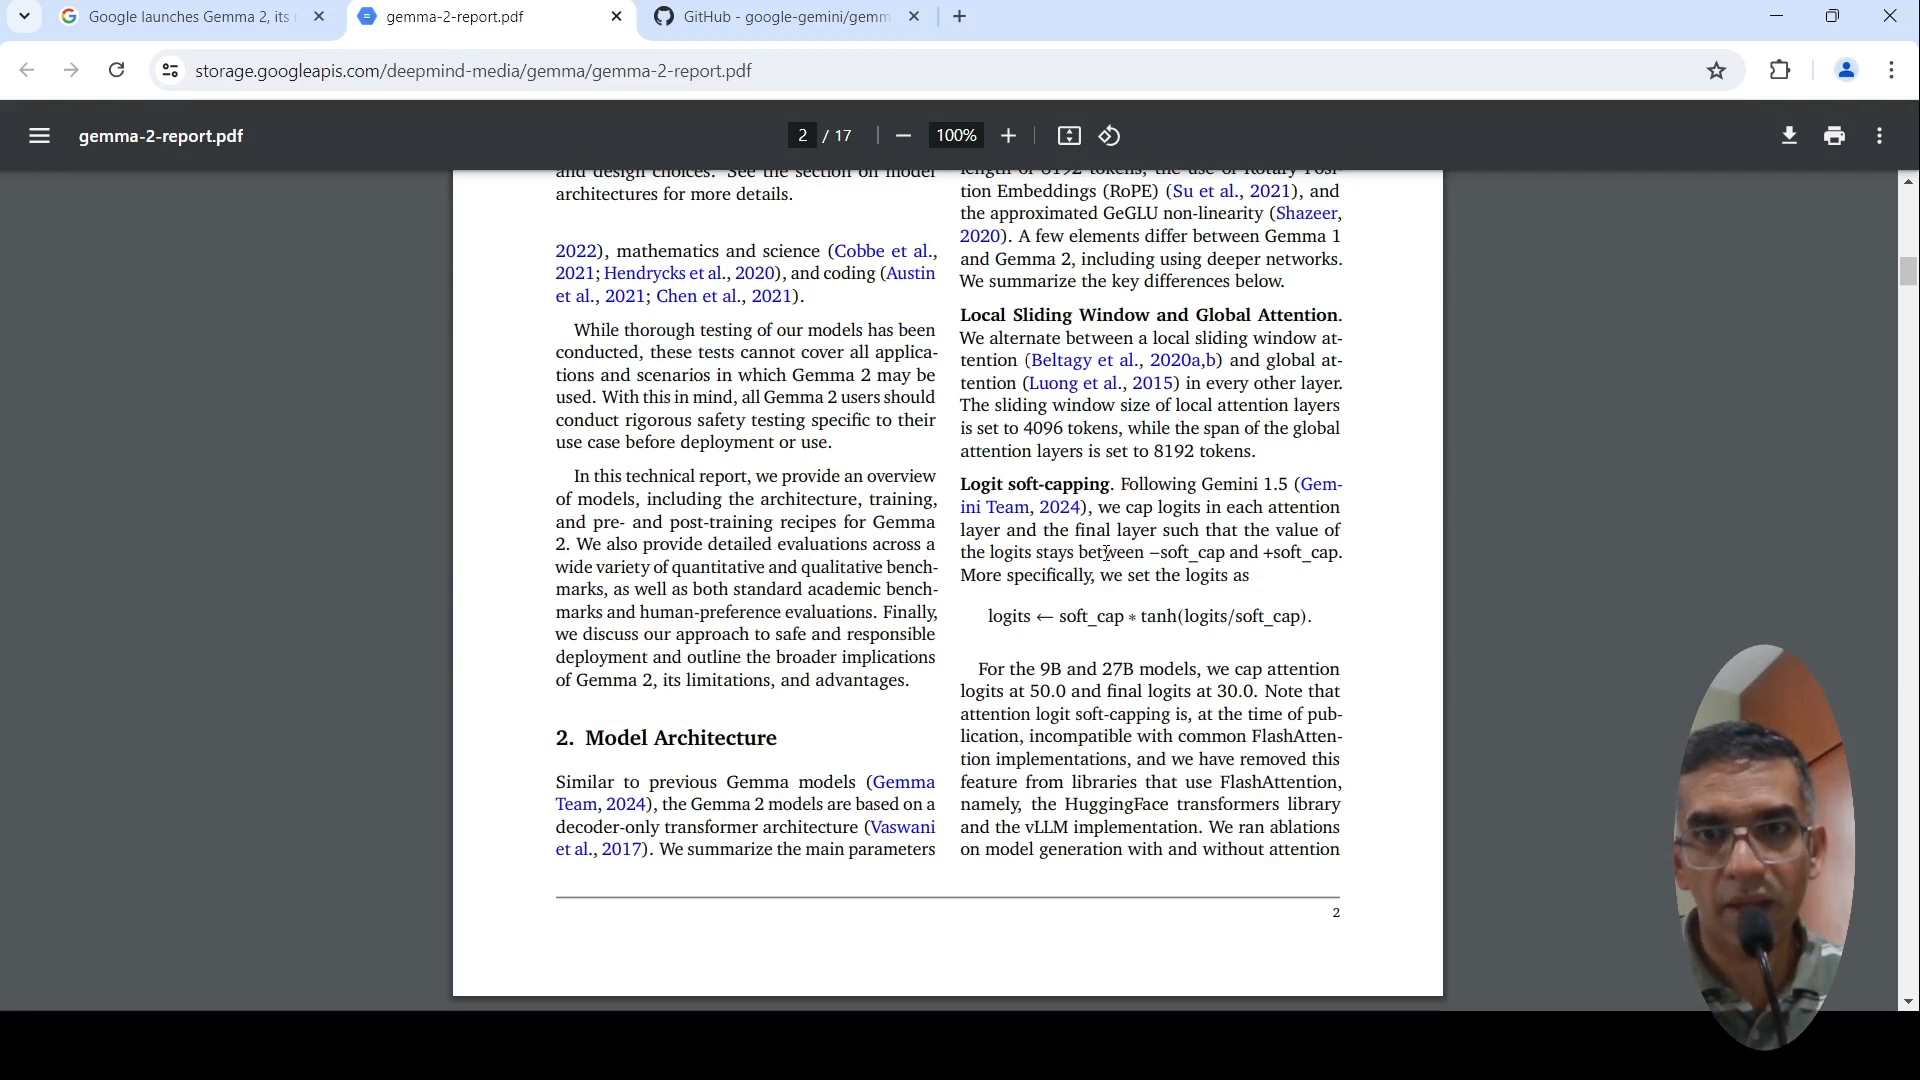 Google launches Gemma 2, its
gemma-2-report.pdf
GitHub - google-gemini/gemm
storage.googleapis.com/deepmind-media/gemma/gemma-2-report.pdf
gemma-2-report.pdf
2 / 17
100%
and design choices. See the section on model
architectures for more details.
2022), mathematics and science (Cobbe et al.,
2021; Hendrycks et al., 2020), and coding (Austin
et al., 2021; Chen et al., 2021).
While thorough testing of our models has been
conducted, these tests cannot cover all applica-
tions and scenarios in which Gemma 2 may be
used. With this in mind, all Gemma 2 users should
conduct rigorous safety testing specific to their
use case before deployment or use.
In this technical report, we provide an overview
of models, including the architecture, training,
and pre- and post-training recipes for Gemma
2. We also provide detailed evaluations across a
wide variety of quantitative and qualitative bench-
marks, as well as both standard academic bench-
marks and human-preference evaluations. Finally,
we discuss our approach to safe and responsible
deployment and outline the broader implications
of Gemma 2, its limitations, and advantages.
2. Model Architecture
Similar to previous Gemma models (Gemma
Team, 2024), the Gemma 2 models are based on a
decoder-only transformer architecture (Vaswani
et al., 2017). We summarize the main parameters
length of 8192 tokens, the use of Rotary Posi-
tion Embeddings (RoPE) (Su et al., 2021), and
the approximated GeGLU non-linearity (Shazeer,
2020). A few elements differ between Gemma 1
and Gemma 2, including using deeper networks.
We summarize the key differences below.
Local Sliding Window and Global Attention.
We alternate between a local sliding window at-
tention (Beltagy et al., 2020a,b) and global at-
tention (Luong et al., 2015) in every other layer.
The sliding window size of local attention layers
is set to 4096 tokens, while the span of the global
attention layers is set to 8192 tokens.
Logit soft-capping. Following Gemini 1.5 (Gem-
ini Team, 2024), we cap logits in each attention
layer and the final layer such that the value of
the logits stays between −soft_cap and +soft_cap.
More specifically, we set the logits as
logits ← soft_cap ∗ tanh(logits/soft_cap).
For the 9B and 27B models, we cap attention
logits at 50.0 and final logits at 30.0. Note that
attention logit soft-capping is, at the time of pub-
lication, incompatible with common FlashAtten-
tion implementations, and we have removed this
feature from libraries that use FlashAttention,
namely, the HuggingFace transformers library
and the vLLM implementation. We ran ablations
on model generation with and without attention
2